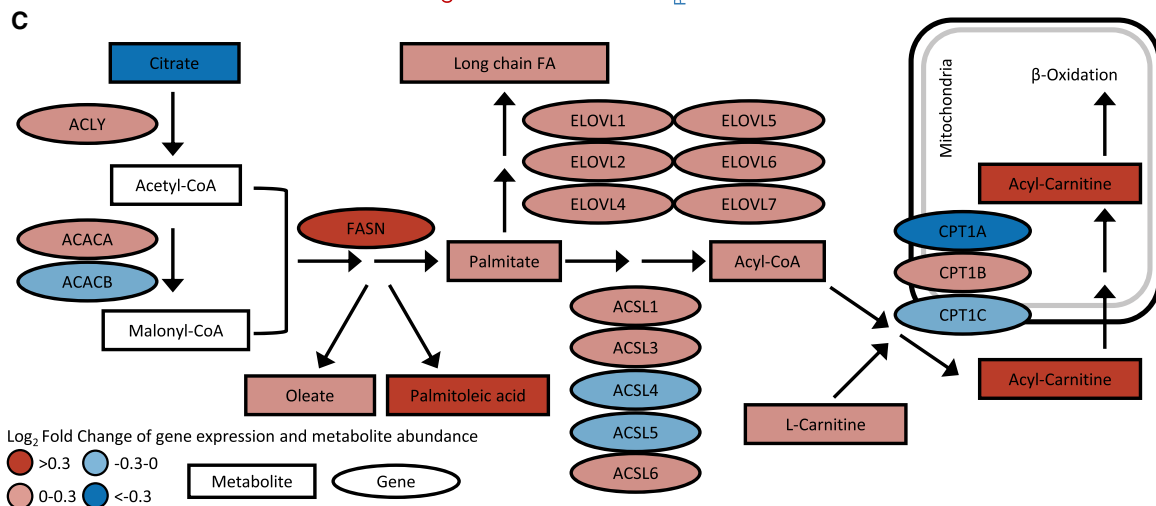 C
Citrate
ACLY
Acetyl-CoA
ACACA
ACACB
Malonyl-CoA
FASN
Oleate
Palmitoleic acid
Long chain FA
ELOVL1
ELOVL5
ELOVL2
ELOVL6
ELOVL4
ELOVL7
Palmitate
Acyl-CoA
ACSL1
ACSL3
ACSL4
ACSL5
ACSL6
L-Carnitine
Mitochondria
β-Oxidation
Acyl-Carnitine
CPT1A
CPT1B
CPT1C
Acyl-Carnitine
Log₂ Fold Change of gene expression and metabolite abundance
>0.3
-0.3-0
0-0.3
<-0.3
Metabolite
Gene